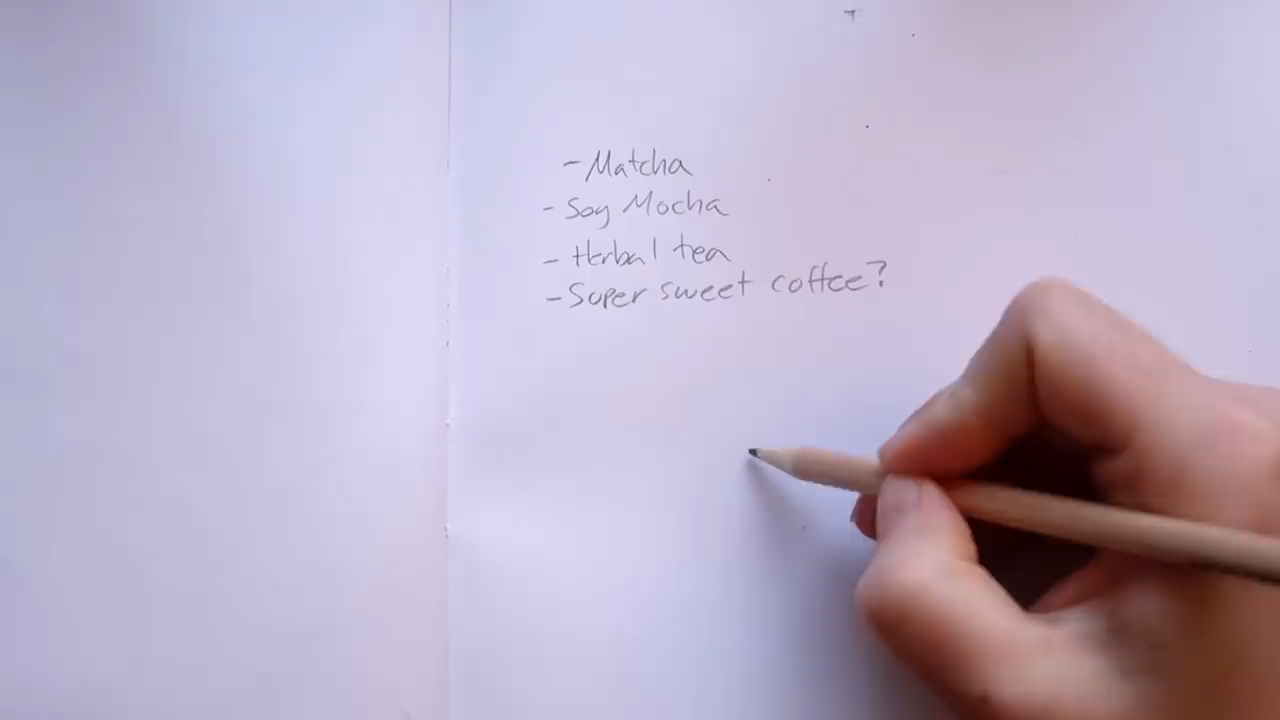 - Matcha
- Soy Mocha
- Herbal tea
- Super sweet coffee?